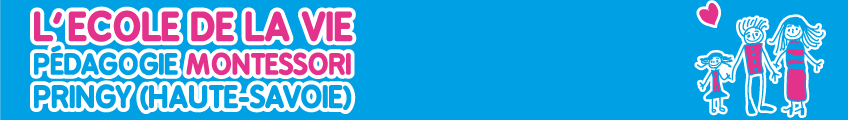 L'ECOLE DE LA VIE
PÉDAGOGIE MONTESSORI
PRINGY (HAUTE-SAVOIE)